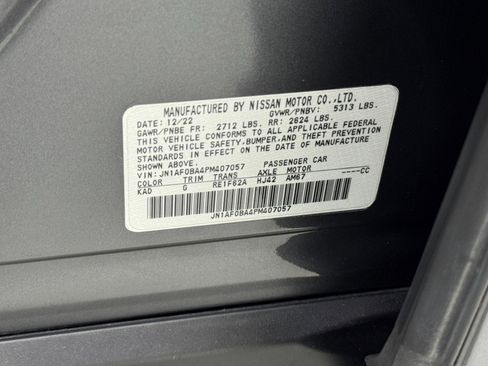 MANUFACTURED BY NISSAN MOTOR CO.,LTD.
DATE: 12/22 GVWR/PNBV: 5313 LBS.
GAWR/PNBE FR: 2712 LBS. RR: 2624 LBS.
THIS VEHICLE CONFORMS TO ALL APPLICABLE FEDERAL
MOTOR VEHICLE SAFETY,BUMPER,AND THEFT PREVENTION
STANDARDS IN EFFECT ON THE DATE OF MANUFACTURE
SHOWN ABOVE.
VIN: JN1AF0BA4PM407057 PASSENGER CAR
COLOR TRIM TRANS AXLE MOTOR
KAD G RE1F62A HJ42 AM67 ----CC
JN1AF0BA4PM407057